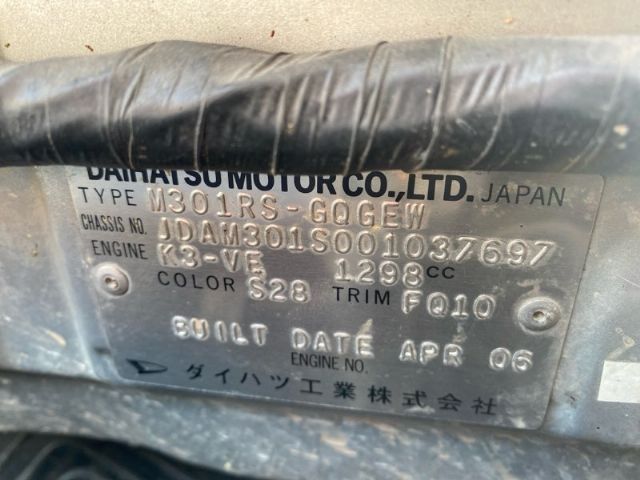 DAIHATSU MOTOR CO.,LTD. JAPAN
TYPE M301RS-GQGEW
CHASSIS NO. JDAM301S001037697
ENGINE K3-VE 1298CC
COLOR S28 TRIM FQ10
BUILT DATE APR 06
ENGINE NO.
ダイハツ工業株式会社